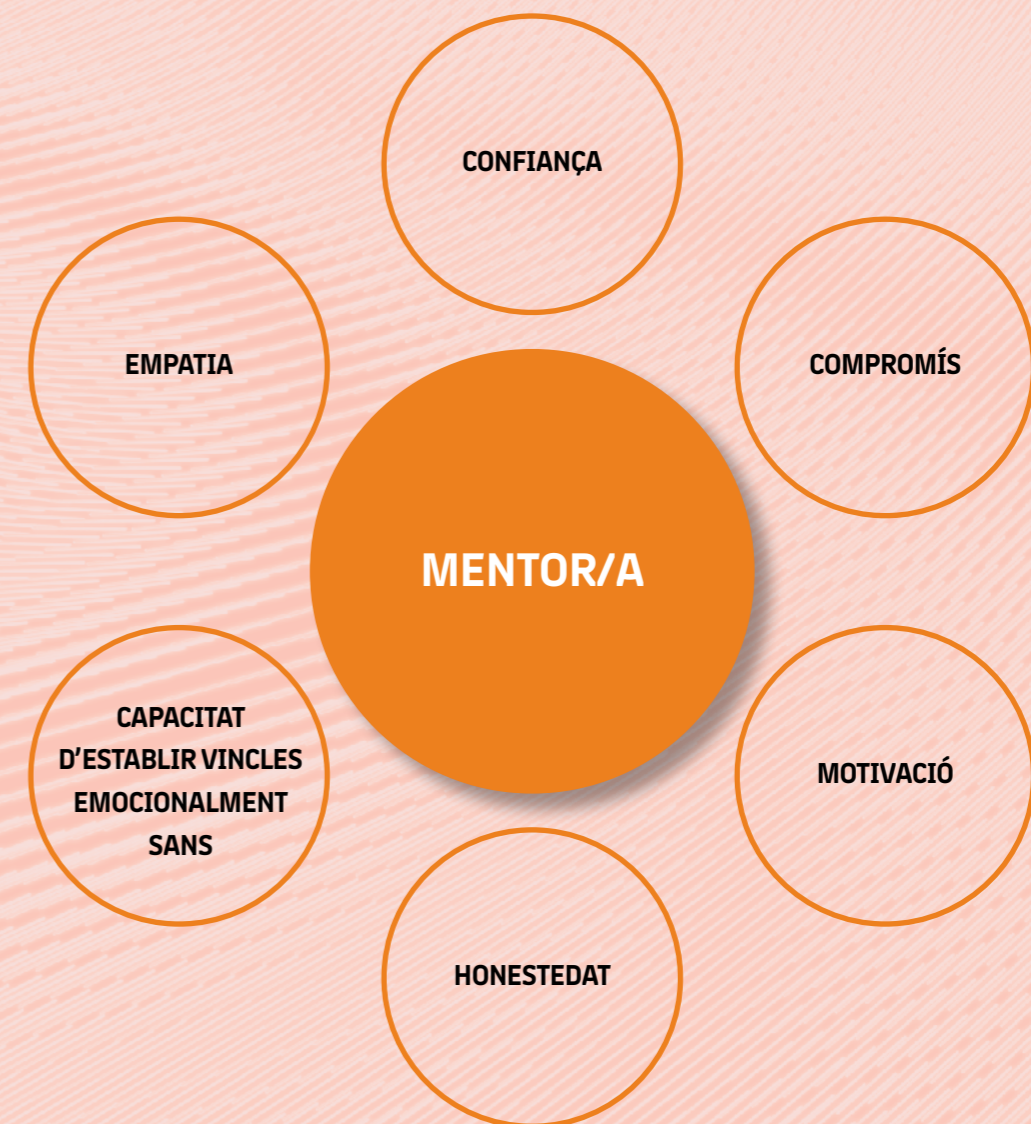 CONFIANÇA
EMPATIA
COMPROMÍS
MENTOR/A
CAPACITAT
D'ESTABLIR VINCLES
EMOCIONALMENT
SANS
MOTIVACIÓ
HONESTEDAT